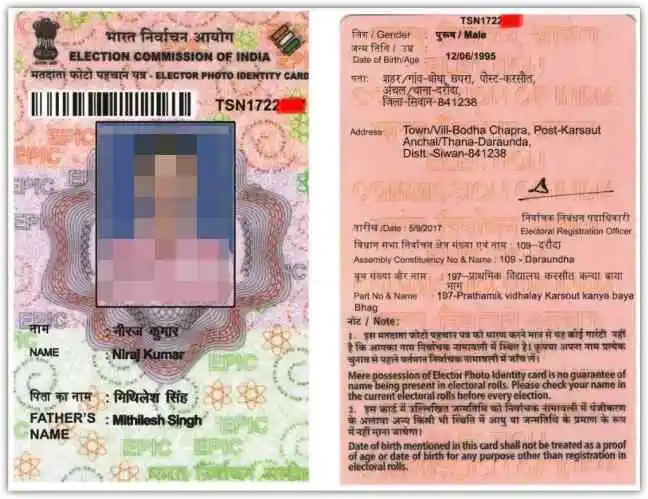 भारत निर्वाचन आयोग
ELECTION COMMISSION OF INDIA
मतदाता फोटो पहचान पत्र - ELECTOR PHOTO IDENTITY CARD
TSN1722
नाम : नीरज कुमार
NAME : Niraj Kumar
पिता का नाम : मिथिलेश सिंह
FATHER'S : Mithilesh Singh
NAME
TSN1722
लिंग / Gender : पुरूष / Male
जन्म तिथि / उम्र :
Date of Birth/Age 12/06/1995
पता: शहर/गांव-बोधा छपरा, पोस्ट-करसौत,
अंचल/थाना-दरौंदा,
जिला-सिवान-841238
Address: Town/Vill-Bodha Chapra, Post-Karsaut
Anchal/Thana-Daraunda,
Distt.-Siwan-841238
निर्वाचक निबंधन पदाधिकारी
तारीख /Date : 5/9/2017 Electoral Registration Officer
विधान सभा निर्वाचन क्षेत्र संख्या एवं नाम : 109-दरौंदा
Assembly Constituency No & Name : 109 - Daraundha
बूथ संख्या और नाम : 197-प्राथमिक विद्यालय करसौत कन्या बाया
भाग
Part No & Name : 197-Prathamik vidhalay Karsout kanya baye
Bhag
नोट / Note :
1. इस मतदाता फोटो पहचान पत्र को धारण करने मात्र से यह कोई गारंटी नहीं
है कि आपका नाम निर्वाचक नामावली में स्थित है। कृपया अपना नाम प्रत्येक
चुनाव से पहले वर्तमान निर्वाचक नामावली में जाँच लें।
Mere possession of Elector Photo Identity card is no guarantee of
name being present in electoral rolls. Please check your name in
the current electoral rolls before every election.
2. इस कार्ड में उल्लिखित जन्मतिथि को निर्वाचक नामावली में पंजीकरण
के अलावा अन्य किसी भी स्थिति में आयु या जन्मतिथि के प्रमाण के रूप
में नहीं माना जायेगा।
Date of birth mentioned in this card shall not be treated as a proof
of age or date of birth for any purpose other than registration in
electoral rolls.